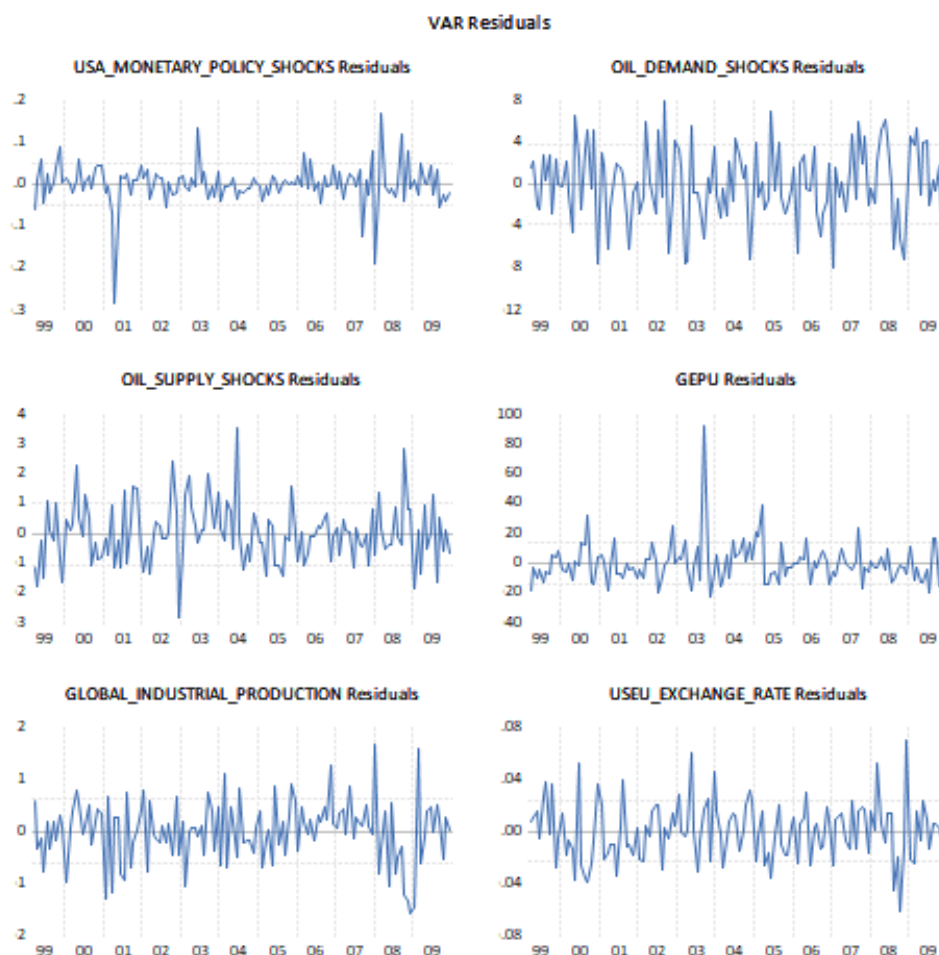 VAR Residuals
USA_MONETARY_POLICY_SHOCKS Residuals
.2
.1
.0
-.1
-.2
-.3
99 00 01 02 03 04 05 06 07 08 09
OIL_DEMAND_SHOCKS Residuals
8
4
0
-4
-8
-12
99 00 01 02 03 04 05 06 07 08 09
OIL_SUPPLY_SHOCKS Residuals
4
3
2
1
0
-1
-2
-3
99 00 01 02 03 04 05 06 07 08 09
GEPU Residuals
100
80
60
40
20
0
-20
-40
99 00 01 02 03 04 05 06 07 08 09
GLOBAL_INDUSTRIAL_PRODUCTION Residuals
2
1
0
-1
-2
99 00 01 02 03 04 05 06 07 08 09
USEU_EXCHANGE_RATE Residuals
.08
.04
.00
-.04
-.08
99 00 01 02 03 04 05 06 07 08 09